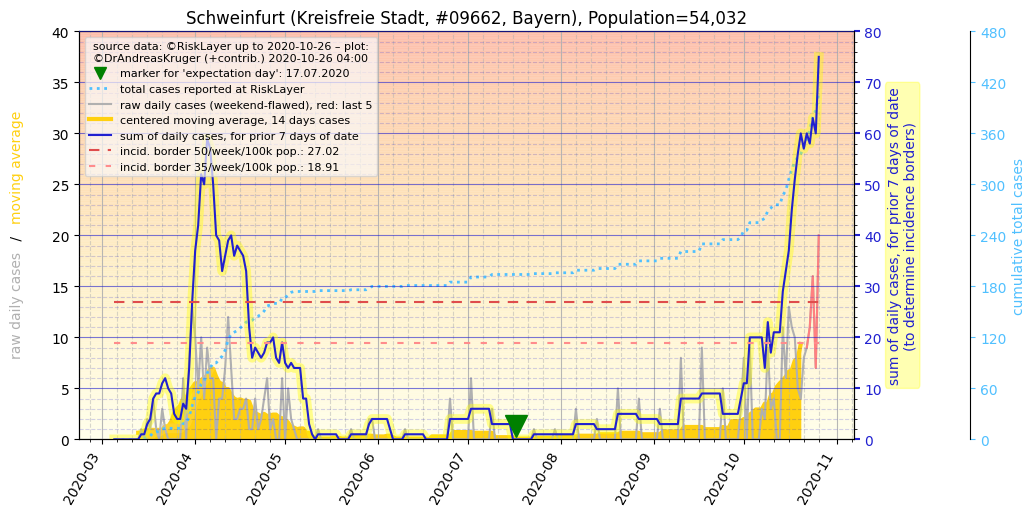 Schweinfurt (Kreisfreie Stadt, #09662, Bayern), Population=54,032
source data: ©RiskLayer up to 2020-10-26 – plot:
©DrAndreasKruger (+contrib.) 2020-10-26 04:00
marker for 'expectation day': 17.07.2020
total cases reported at RiskLayer
raw daily cases (weekend-flawed), red: last 5
centered moving average, 14 days cases
sum of daily cases, for prior 7 days of date
incid. border 50/week/100k pop.: 27.02
incid. border 35/week/100k pop.: 18.91
raw daily cases / moving average
40
35
30
25
20
15
10
5
0
2020-03
2020-04
2020-05
2020-06
2020-07
2020-08
2020-09
2020-10
2020-11
80
70
60
50
40
30
20
10
0
sum of daily cases, for prior 7 days of date
(to determine incidence borders)
480
420
360
300
240
180
120
60
0
cumulative total cases